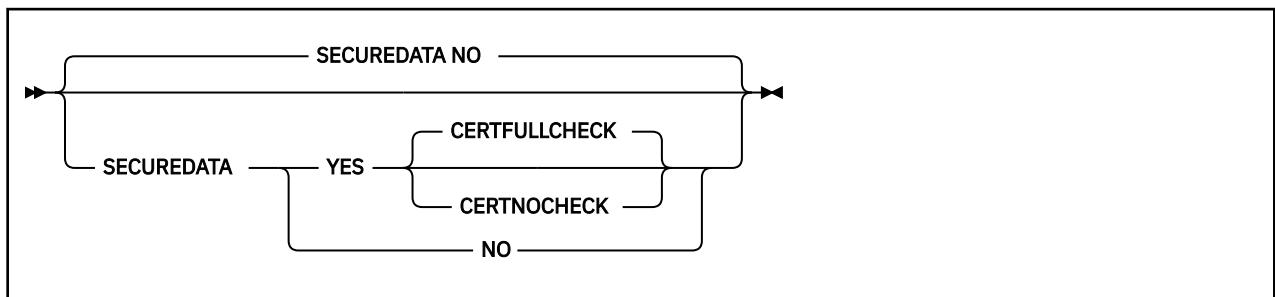 SECUREDATA NO
CERTFULLCHECK
SECUREDATA YES
CERTNOCHECK
NO